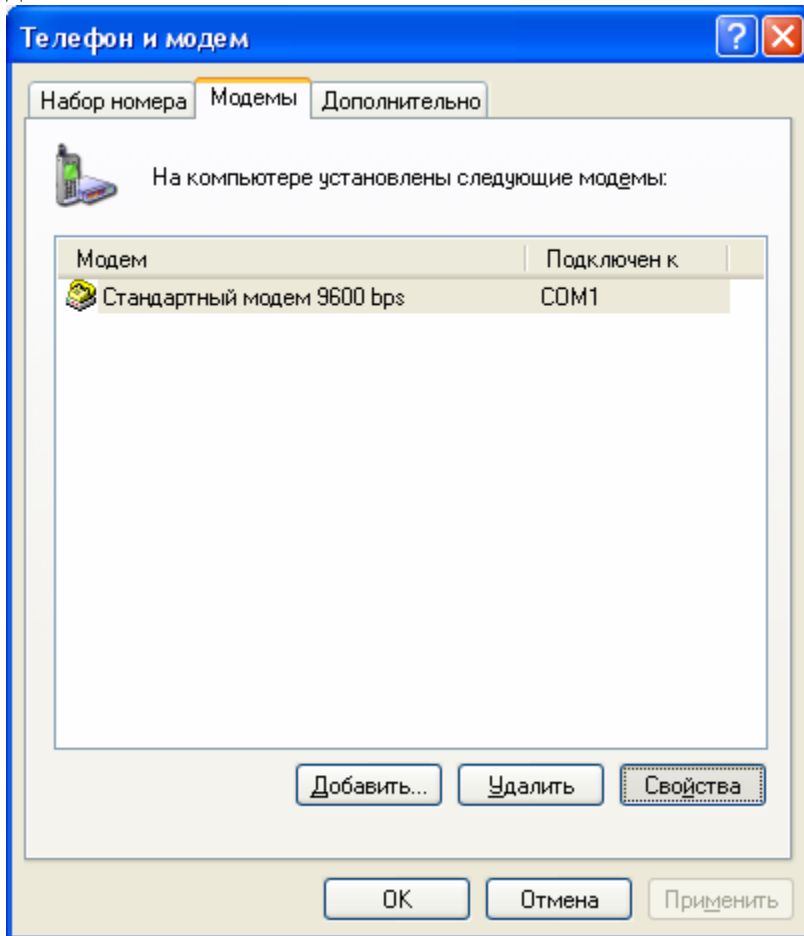 Телефон и модем
Набор номера Модемы Дополнительно
На компьютере установлены следующие модемы:
Модем Подключен к
Стандартный модем 9600 bps COM1
Добавить... Удалить Свойства
OK Отмена Применить